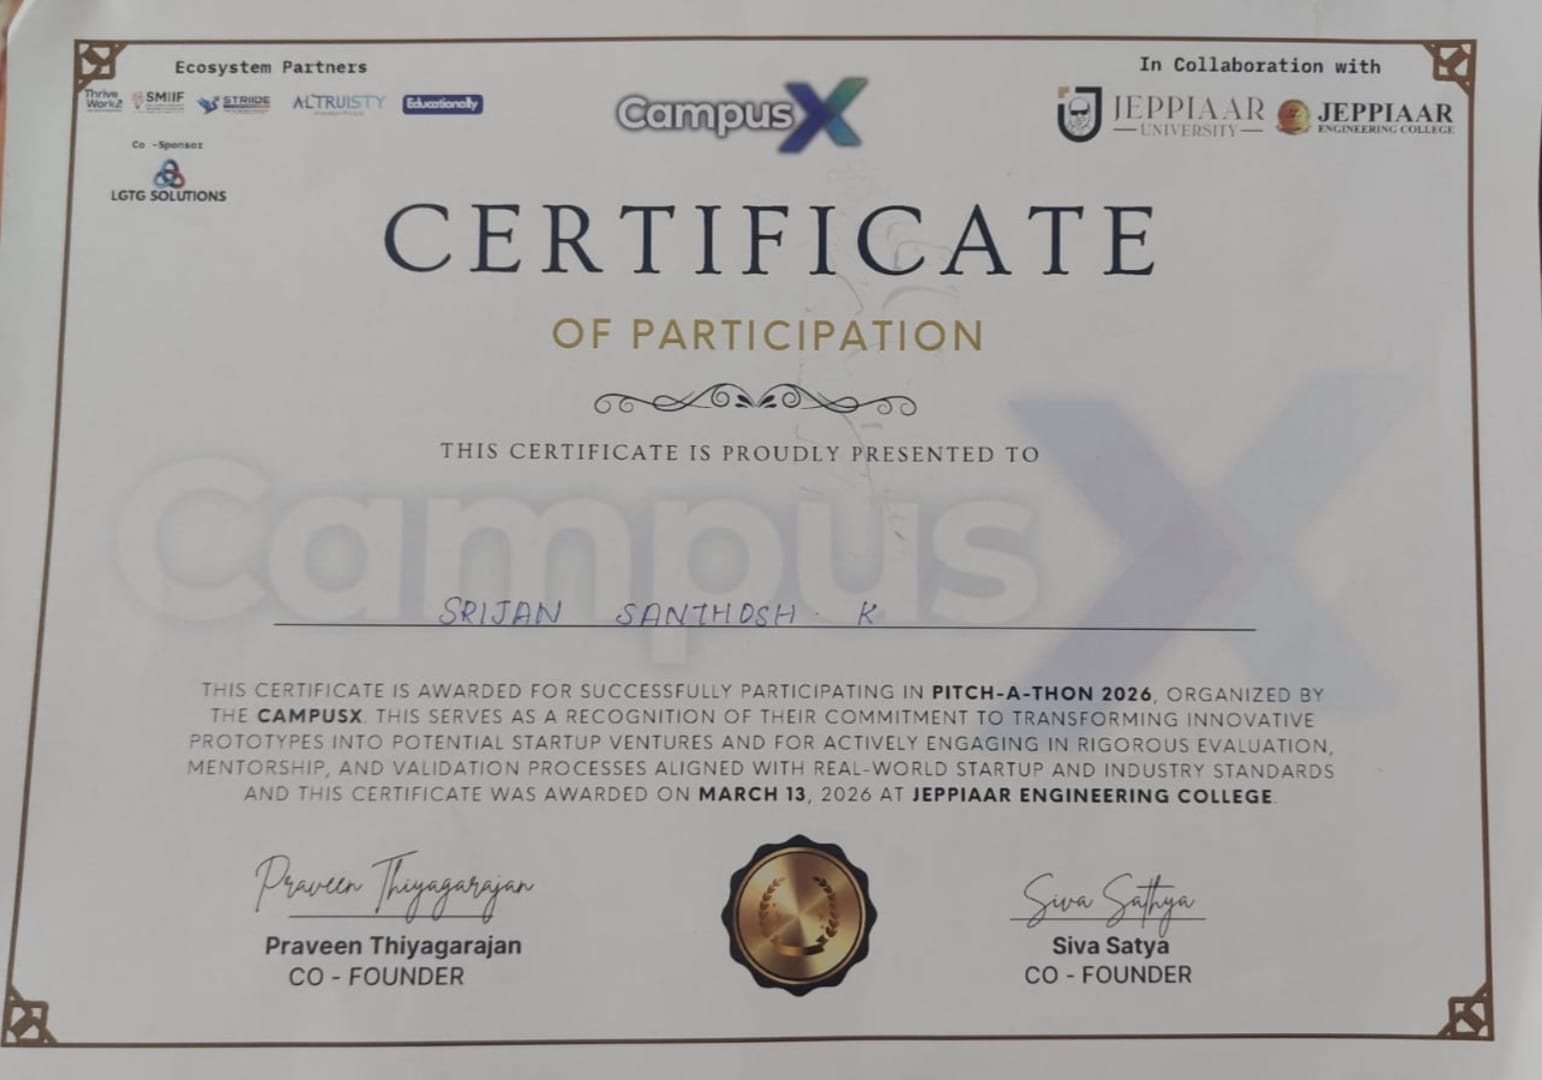 Ecosystem Partners
In Collaboration with
Thrive
WorkZ
SMIIF
STRIIDE
ALTRUISTY
Educationally
CampusX
JEPPIAAR
UNIVERSITY
JEPPIAAR
ENGINEERING COLLEGE
Co -Sponsor
LGTG SOLUTIONS
CERTIFICATE
OF PARTICIPATION
THIS CERTIFICATE IS PROUDLY PRESENTED TO
CampusX
SRIJAN SANTHOSH K
THIS CERTIFICATE IS AWARDED FOR SUCCESSFULLY PARTICIPATING IN PITCH-A-THON 2026, ORGANIZED BY
THE CAMPUSX. THIS SERVES AS A RECOGNITION OF THEIR COMMITMENT TO TRANSFORMING INNOVATIVE
PROTOTYPES INTO POTENTIAL STARTUP VENTURES AND FOR ACTIVELY ENGAGING IN RIGOROUS EVALUATION,
MENTORSHIP, AND VALIDATION PROCESSES ALIGNED WITH REAL-WORLD STARTUP AND INDUSTRY STANDARDS
AND THIS CERTIFICATE WAS AWARDED ON MARCH 13, 2026 AT JEPPIAAR ENGINEERING COLLEGE.
Praveen Thiyagarajan
Siva Sathya
Praveen Thiyagarajan
Siva Satya
CO - FOUNDER
CO - FOUNDER